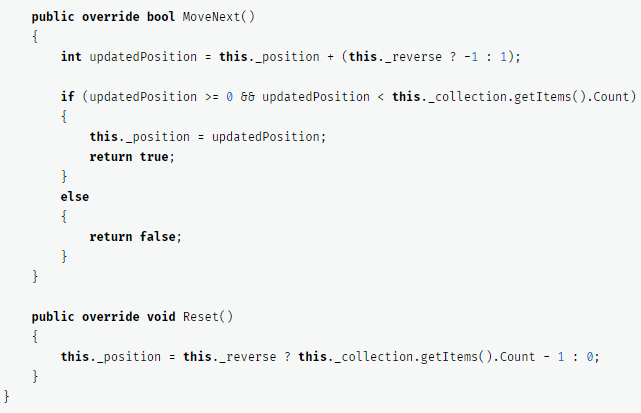 public override bool MoveNext()
{
int updatedPosition = this._position + (this._reverse ? -1 : 1);
if (updatedPosition >= 0 && updatedPosition < this._collection.getItems().Count)
{
this._position = updatedPosition;
return true;
}
else
{
return false;
}
}
public override void Reset()
{
this._position = this._reverse ? this._collection.getItems().Count - 1 : 0;
}
}